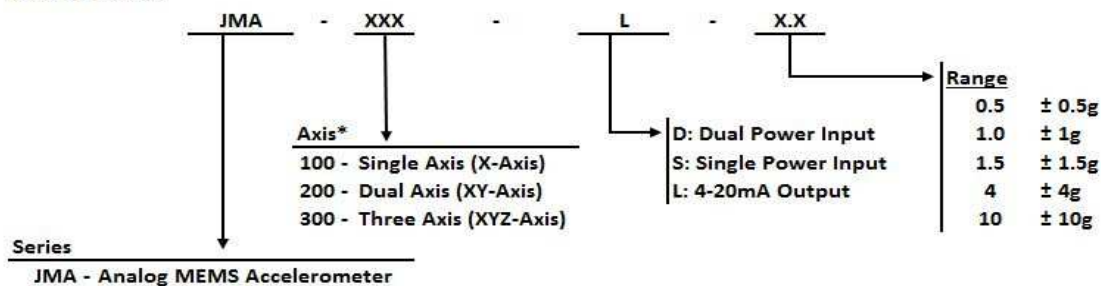 JMA - XXX - L - X.X
Range
0.5 ± 0.5g
Axis* D: Dual Power Input 1.0 ± 1g
100 - Single Axis (X-Axis) S: Single Power Input 1.5 ± 1.5g
200 - Dual Axis (XY-Axis) L: 4-20mA Output 4 ± 4g
300 - Three Axis (XYZ-Axis) 10 ± 10g
Series
JMA - Analog MEMS Accelerometer